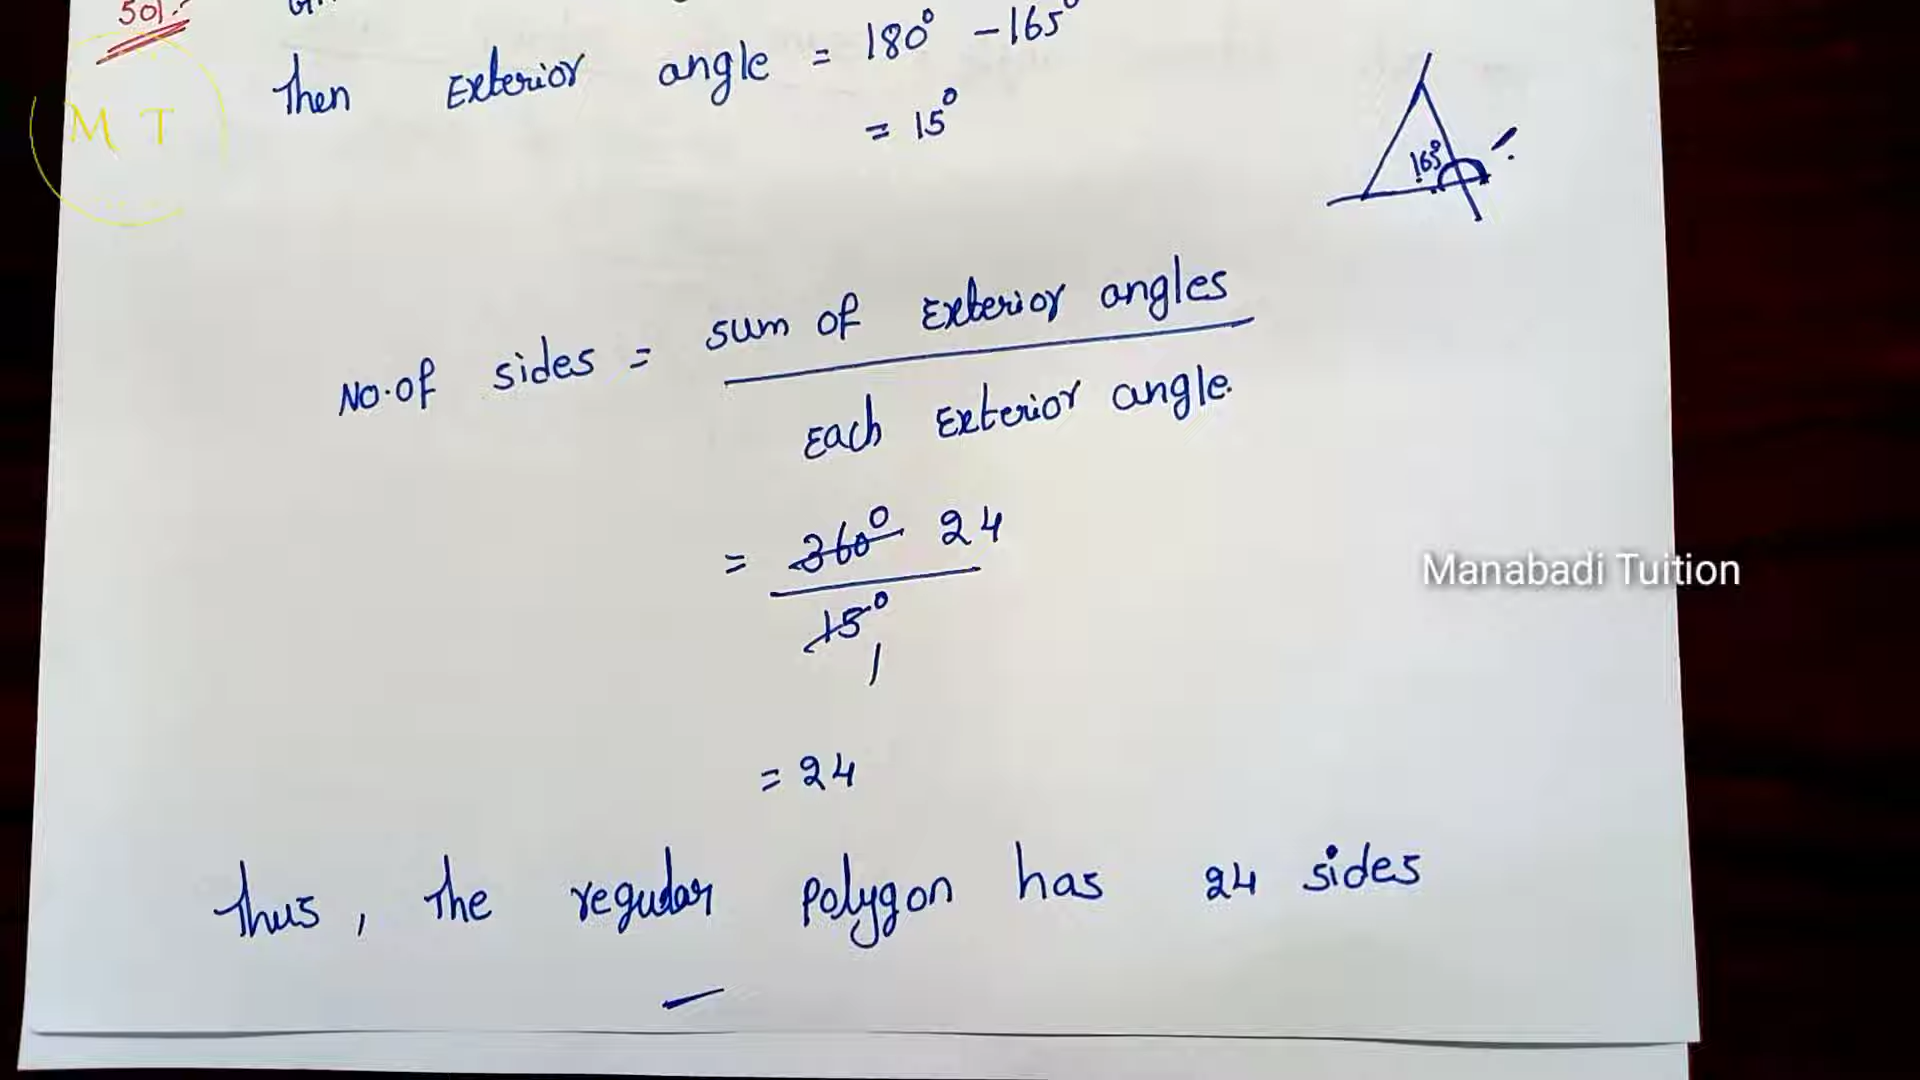 Sol:
Then Exterior angle = 180° - 165°
= 15°
M T
165°
?
No. of sides = sum of Exterior angles
Each Exterior angle.
= 360° 24
15°
1
Manabadi Tuition
= 24
Thus, the regular polygon has 24 sides